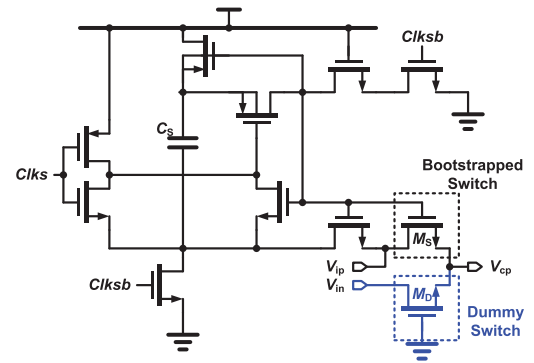 Clksb
CS
Clks
Bootstrapped
Switch
MS
Vip
Vcp
Clksb
Vin
MD
Dummy
Switch